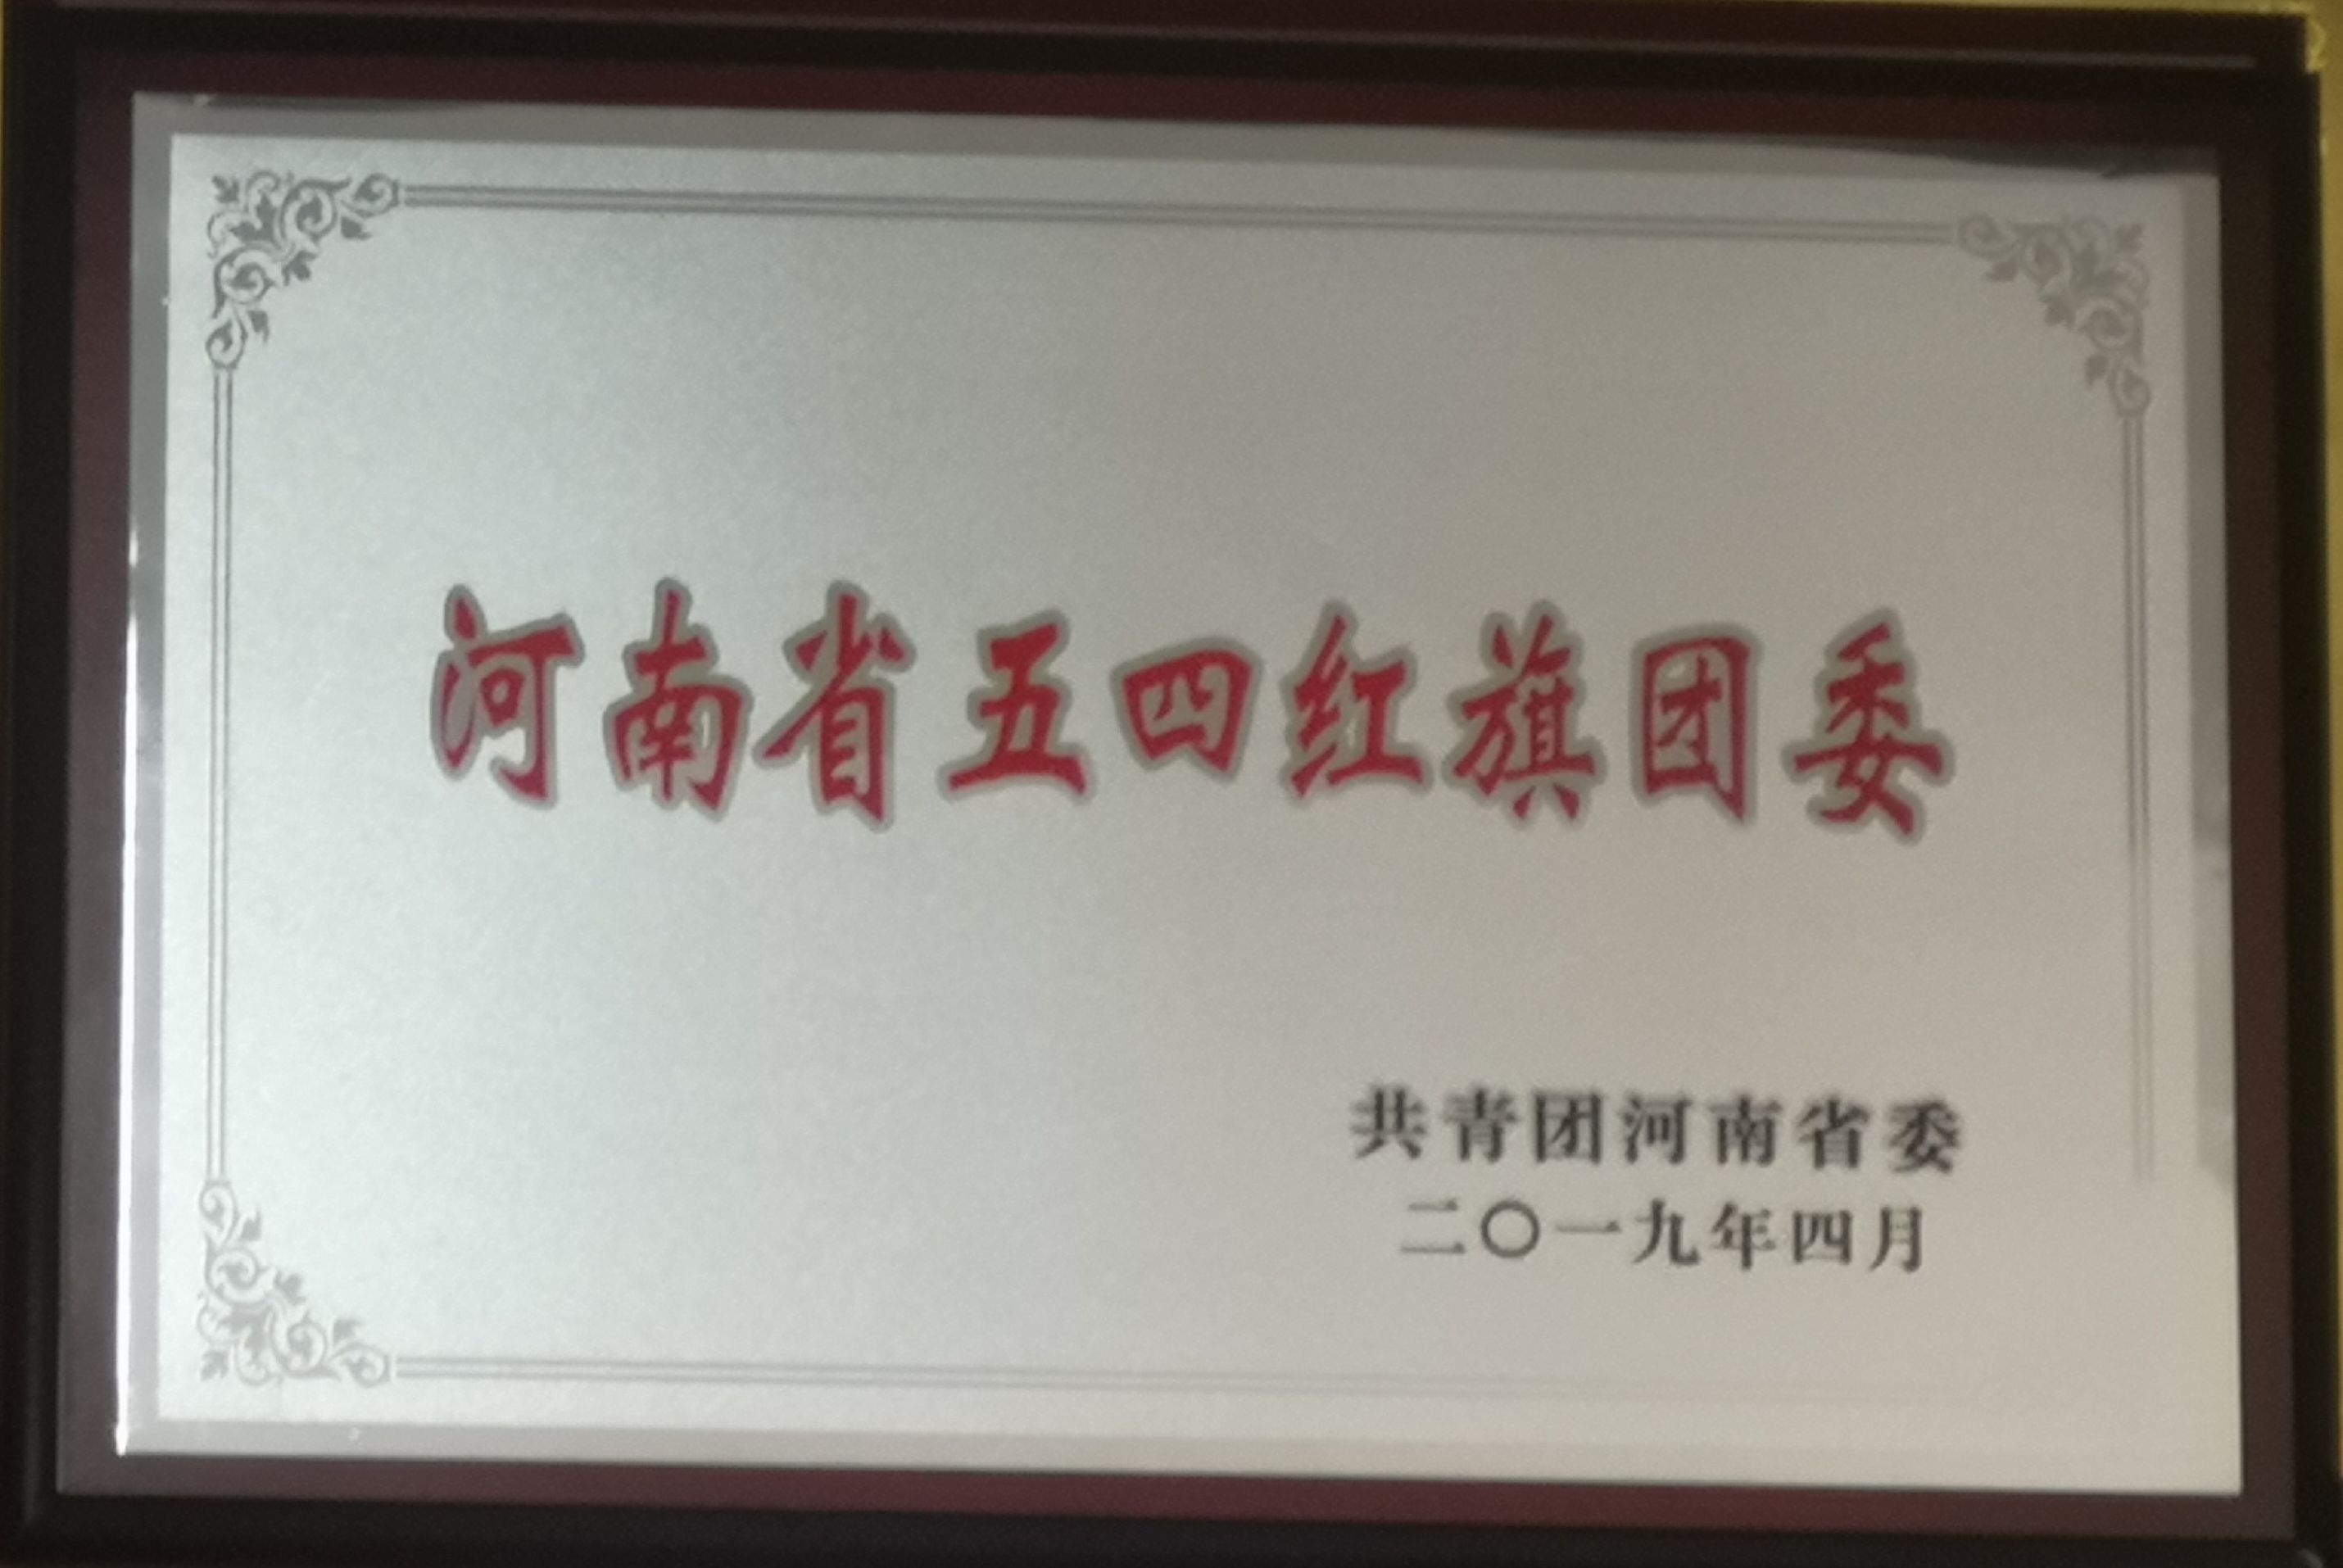 河南省五四红旗团委
共青团河南省委
二〇一九年四月